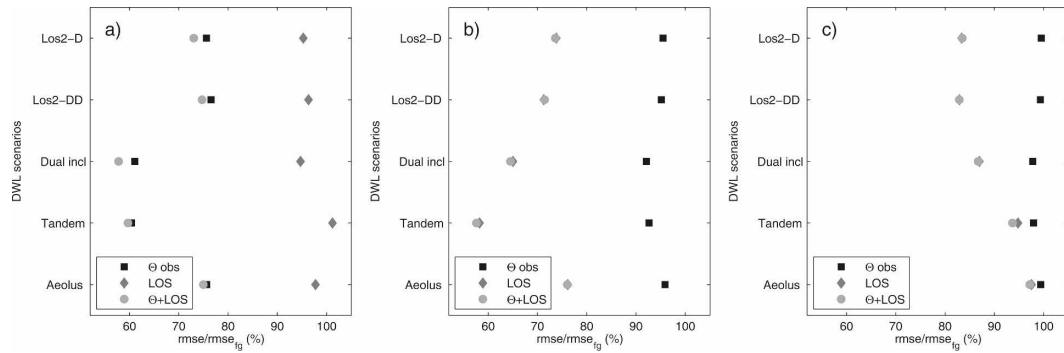 a)
DWL scenarios
Los2−D
Los2−DD
Dual incl
Tandem
Aeolus
Θ obs
LOS
Θ+LOS
60 70 80 90 100
rmse/rmse_fg (%)
b)
DWL scenarios
Los2−D
Los2−DD
Dual incl
Tandem
Aeolus
Θ obs
LOS
Θ+LOS
60 70 80 90 100
rmse/rmse_fg (%)
c)
DWL scenarios
Los2−D
Los2−DD
Dual incl
Tandem
Aeolus
Θ obs
LOS
Θ+LOS
60 70 80 90 100
rmse/rmse_fg (%)